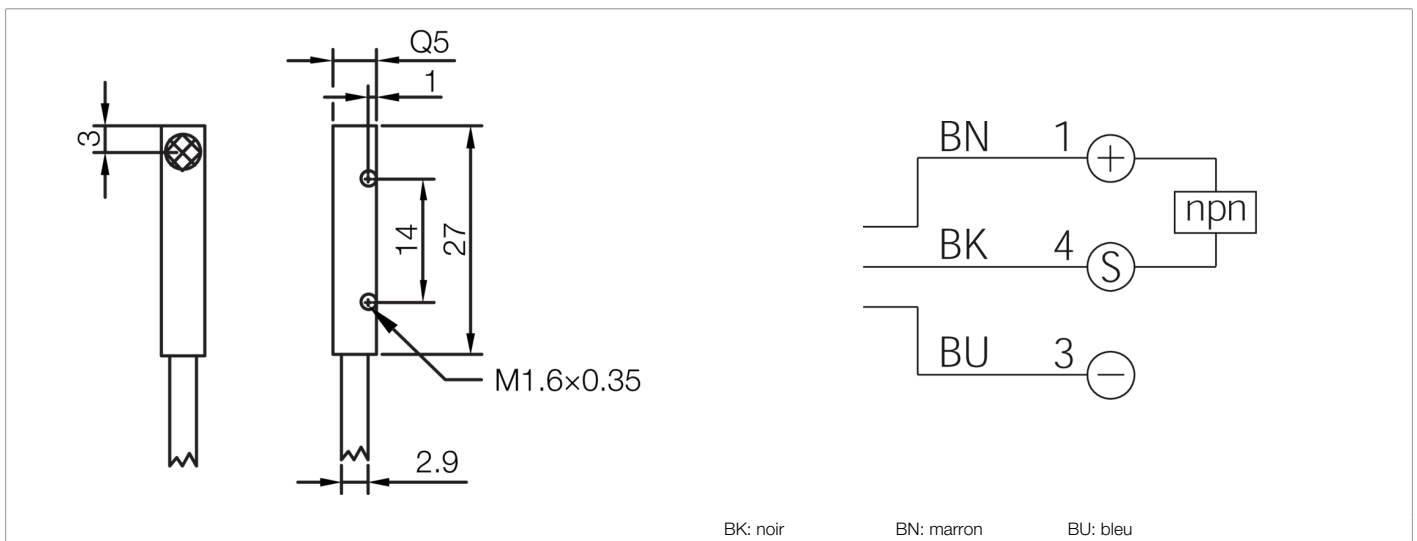 3
Q5
1
14
27
M1.6×0.35
2.9
BN 1 +
npn
BK 4 S
BU 3 −
BK: noir BN: marron BU: bleu